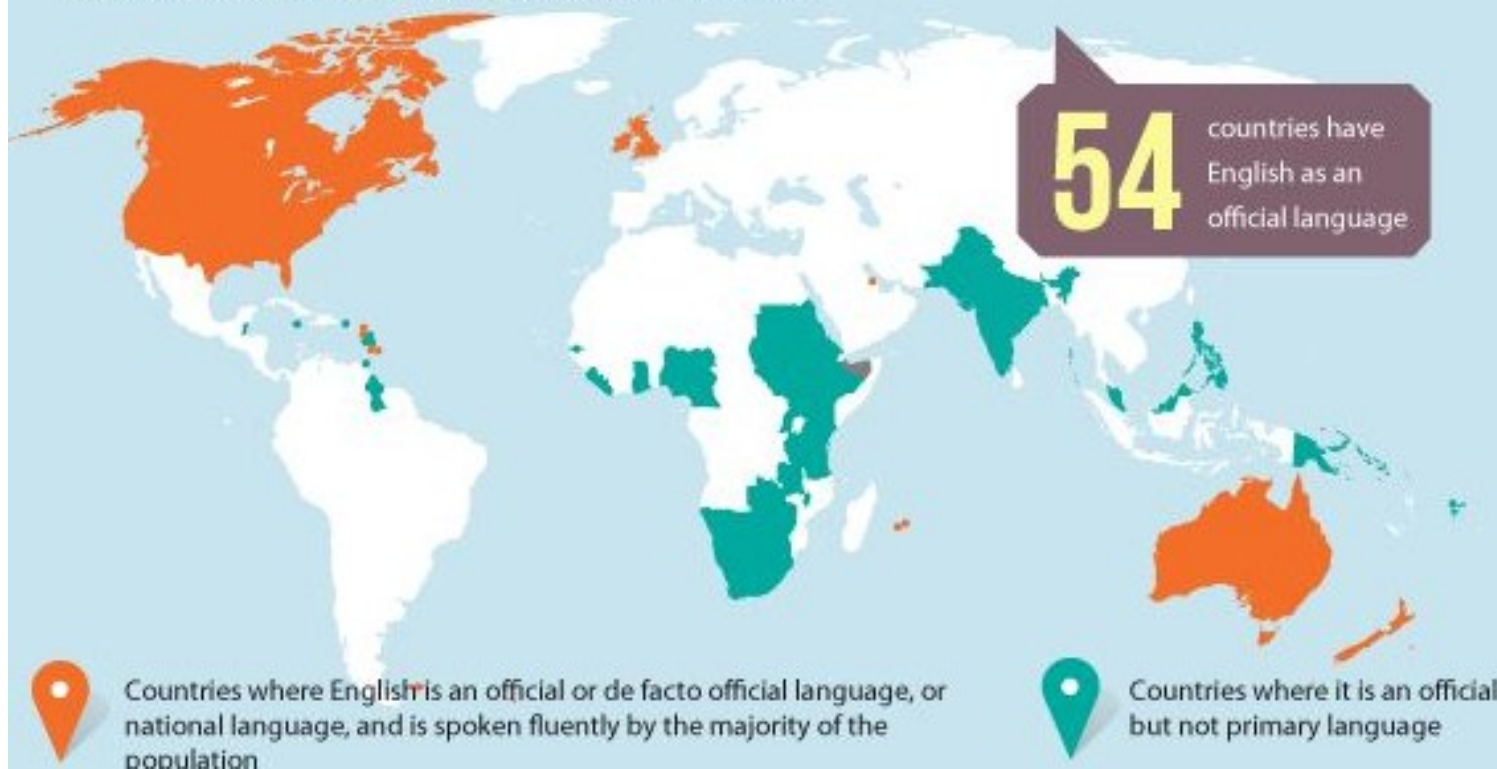 54
countries have
English as an
official language
Countries where English is an official or de facto official language, or
national language, and is spoken fluently by the majority of the
population
Countries where it is an official
but not primary language